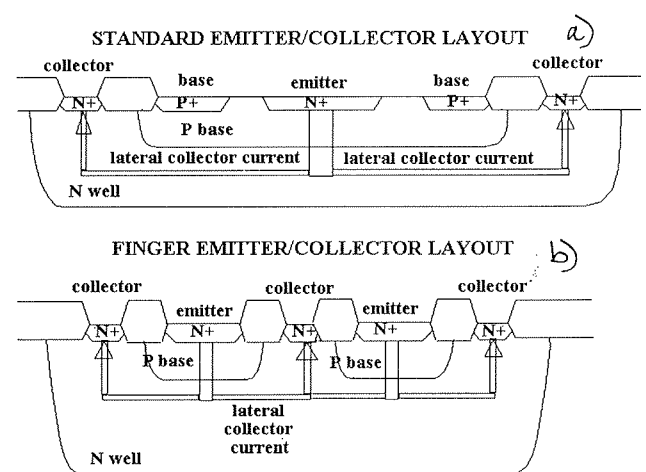 STANDARD EMITTER/COLLECTOR LAYOUT a)
collector collector
base emitter base
N+ P+ N+ P+ N+
P base
lateral collector current lateral collector current
N well
FINGER EMITTER/COLLECTOR LAYOUT b)
collector collector collector
emitter emitter
N+ N+ N+ N+ N+
P base P base
lateral
collector
current
N well